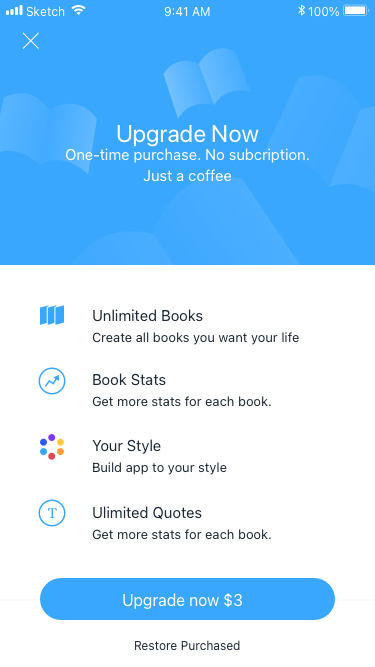 Sketch 9:41 AM 100%
Upgrade Now
One-time purchase. No subcription.
Just a coffee
Unlimited Books
Create all books you want your life
Book Stats
Get more stats for each book.
Your Style
Build app to your style
T
Ulimited Quotes
Get more stats for each book.
Upgrade now $3
Restore Purchased